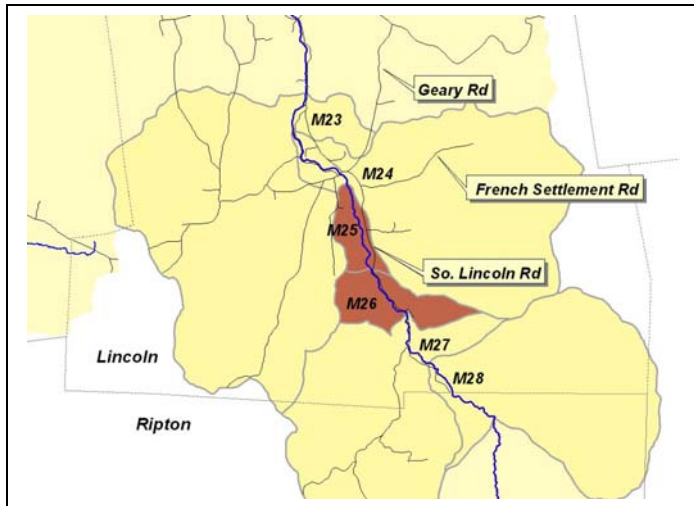 Geary Rd
M23
M24
French Settlement Rd
M25
So. Lincoln Rd
M26
M27
Lincoln
M28
Ripton